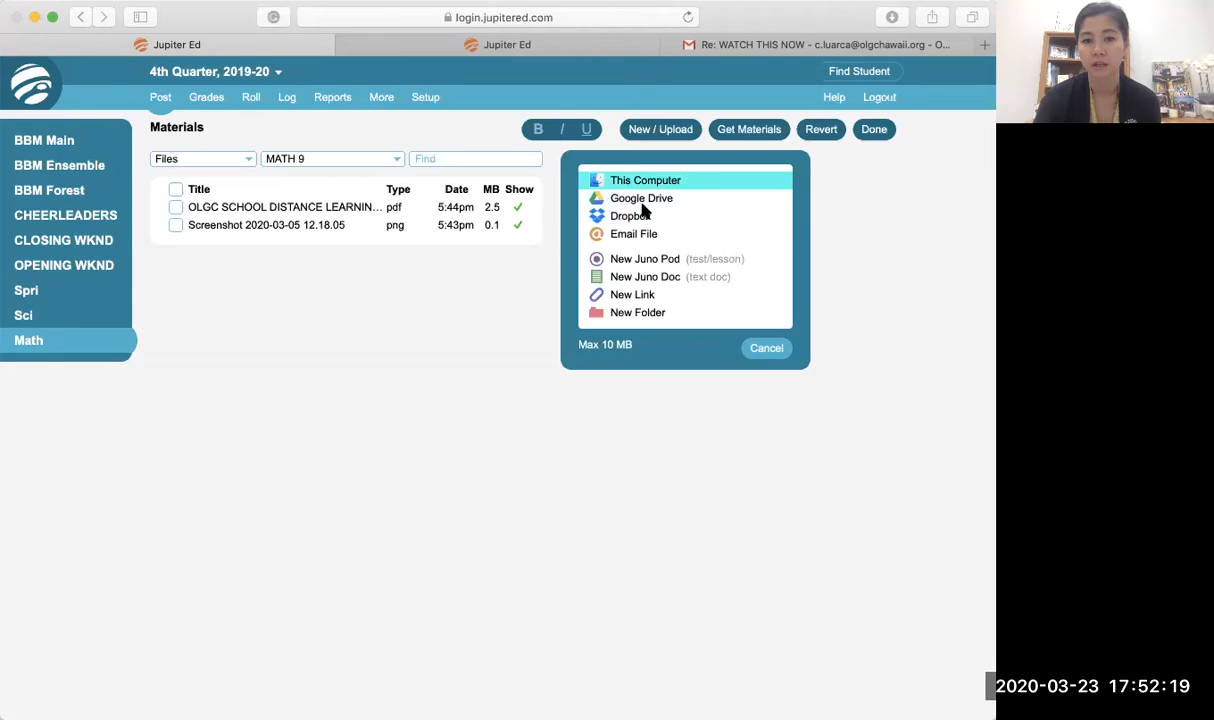 login.jupitered.com
Jupiter Ed
Jupiter Ed
Re: WATCH THIS NOW - c.luarca@olgchawaii.org - O...
4th Quarter, 2019-20
Find Student
Post Grades Roll Log Reports More Setup Help Logout
BBM Main
BBM Ensemble
BBM Forest
CHEERLEADERS
CLOSING WKND
OPENING WKND
Spri
Sci
Math
Materials
B I U New / Upload Get Materials Revert Done
Files MATH 9 Find
Title Type Date MB Show
OLGC SCHOOL DISTANCE LEARNIN... pdf 5:44pm 2.5
Screenshot 2020-03-05 12.18.05 png 5:43pm 0.1
This Computer
Google Drive
Dropbox
Email File
New Juno Pod (test/lesson)
New Juno Doc (text doc)
New Link
New Folder
Max 10 MB Cancel
2020-03-23 17:52:19